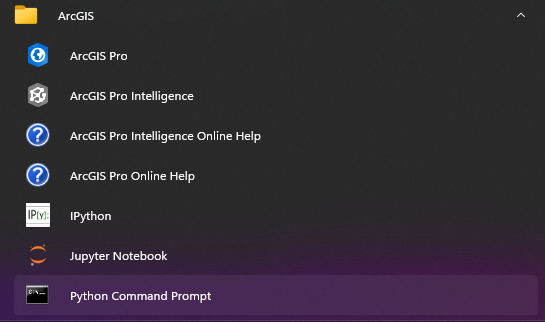 ArcGIS
ArcGIS Pro
ArcGIS Pro Intelligence
ArcGIS Pro Intelligence Online Help
ArcGIS Pro Online Help
IP[y]: IPython
Jupyter Notebook
Python Command Prompt